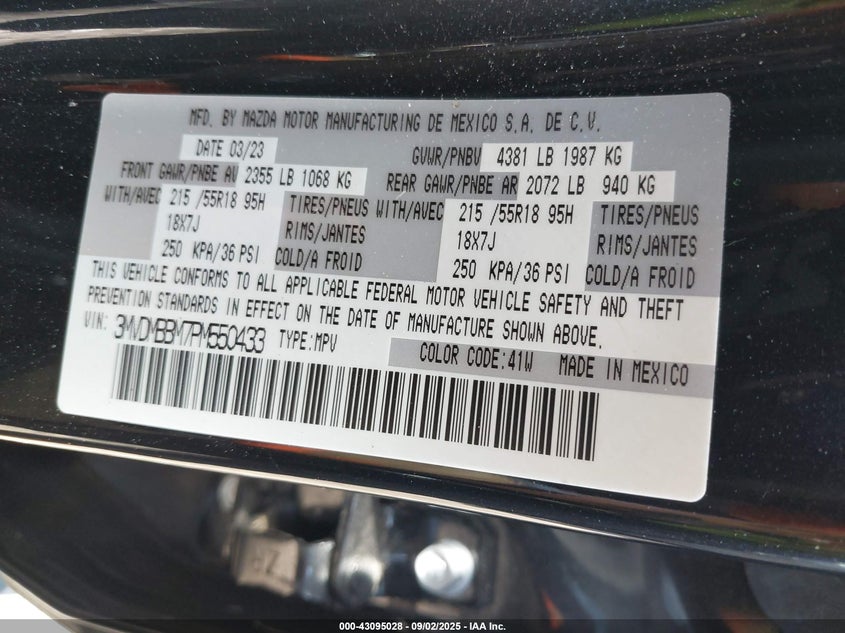 MFD. BY MAZDA MOTOR MANUFACTURING DE MEXICO S.A. DE C.V.
DATE 03/23 GVWR/PNBV 4381 LB 1987 KG
FRONT GAWR/PNBE AV 2355 LB 1068 KG REAR GAWR/PNBE AR 2072 LB 940 KG
WITH/AVEC 215 /55R18 95H TIRES/PNEUS WITH/AVEC 215 /55R18 95H TIRES/PNEUS
18X7J RIMS/JANTES 18X7J RIMS/JANTES
250 KPA/36 PSI COLD/A FROID 250 KPA/36 PSI COLD/A FROID
THIS VEHICLE CONFORMS TO ALL APPLICABLE FEDERAL MOTOR VEHICLE SAFETY AND THEFT
PREVENTION STANDARDS IN EFFECT ON THE DATE OF MANUFACTURE SHOWN ABOVE.
VIN: 3MVDMBBM7PM550433 TYPE:MPV
COLOR CODE:41W MADE IN MEXICO
000-43095028 - 09/02/2025 - IAA Inc.